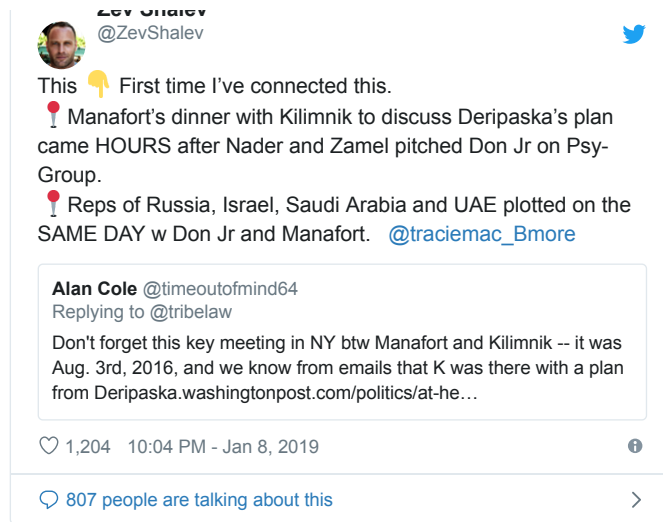 Zev Shalev
@ZevShalev
This 👇 First time I've connected this.
📍Manafort's dinner with Kilimnik to discuss Deripaska's plan
came HOURS after Nader and Zamel pitched Don Jr on Psy-
Group.
📍Reps of Russia, Israel, Saudi Arabia and UAE plotted on the
SAME DAY w Don Jr and Manafort. @traciemac_Bmore
Alan Cole @timeoutofmind64
Replying to @tribelaw
Don't forget this key meeting in NY btw Manafort and Kilimnik -- it was
Aug. 3rd, 2016, and we know from emails that K was there with a plan
from Deripaska.washingtonpost.com/politics/at-he…
1,204 10:04 PM - Jan 8, 2019
807 people are talking about this